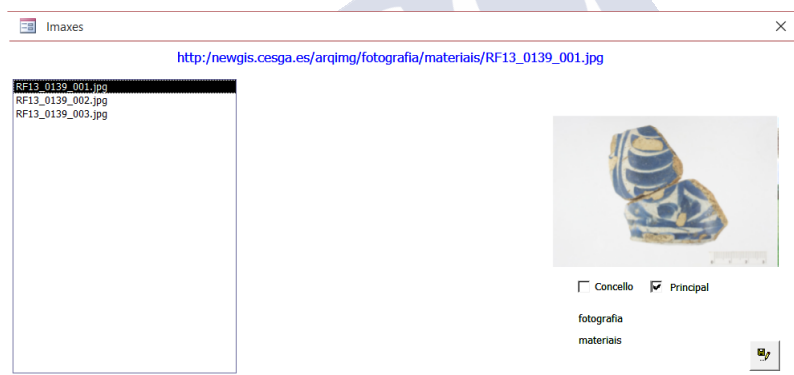 Imaxes
http:/newgis.cesga.es/arqimg/fotografia/materiais/RF13_0139_001.jpg
RF13_0139_001.jpg
RF13_0139_002.jpg
RF13_0139_003.jpg
Concello Principal
fotografia
materiais